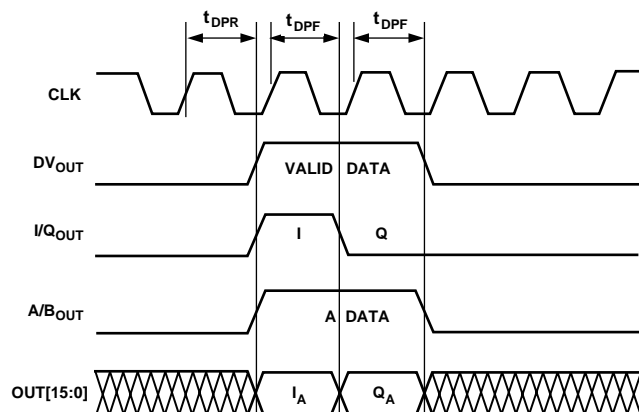 tDPR tDPF tDPF
CLK
DVOUT VALID DATA
I/QOUT I Q
A/BOUT A DATA
OUT[15:0] IA QA